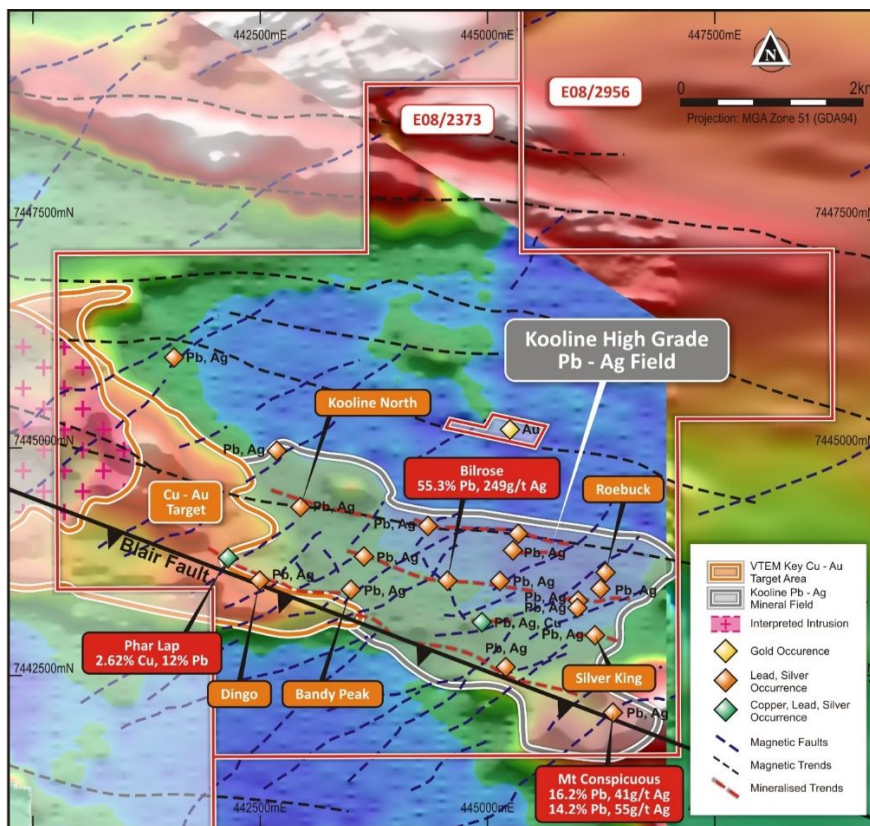 442500mE
445000mE
447500mE
N
0
2km
Projection: MGA Zone 51 (GDA94)
E08/2373
E08/2956
7447500mN
7447500mN
Kooline High Grade
Pb - Ag Field
Pb, Ag
Kooline North
Au
7445000mN
7445000mN
Pb, Ag
Bilrose
55.3% Pb, 249g/t Ag
Roebuck
Cu - Au
Target
Pb, Ag
Pb, Ag
Pb, Ag
Blair Fault
Pb, Ag
Pb, Ag
Pb, Ag
Pb, Ag
Pb, Ag
Pb, Ag
Pb, Ag
Pb, Ag, Cu
Pb, Ag
Pb, Ag
Phar Lap
2.62% Cu, 12% Pb
Dingo
Bandy Peak
Silver King
7442500mN
Pb, Ag
Mt Conspicuous
16.2% Pb, 41g/t Ag
14.2% Pb, 55g/t Ag
VTEM Key Cu - Au
Target Area
Kooline Pb - Ag
Mineral Field
Interpreted Intrusion
Gold Occurence
Lead, Silver
Occurrence
Copper, Lead, Silver
Occurrence
Magnetic Faults
Magnetic Trends
Mineralised Trends
442500mE
445000mE